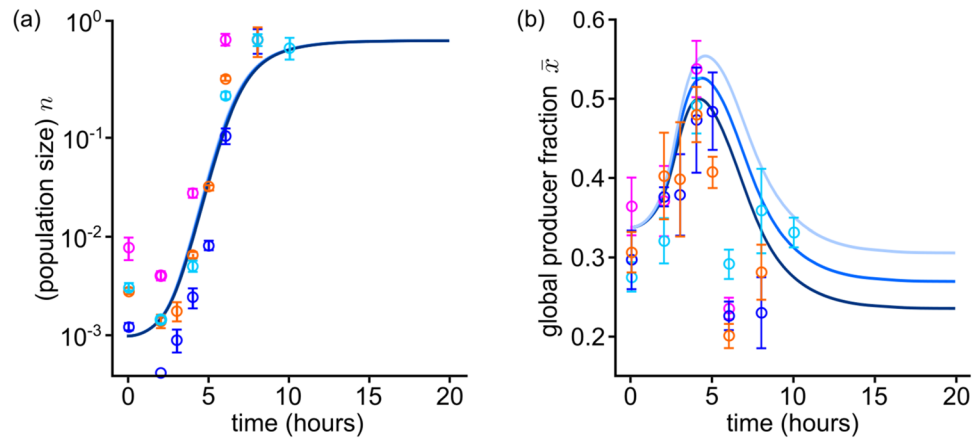 (a)
(population size) n
10⁰
10⁻¹
10⁻²
10⁻³
0 5 10 15 20
time (hours)
(b)
global producer fraction x̄
0.6
0.5
0.4
0.3
0.2
0 5 10 15 20
time (hours)